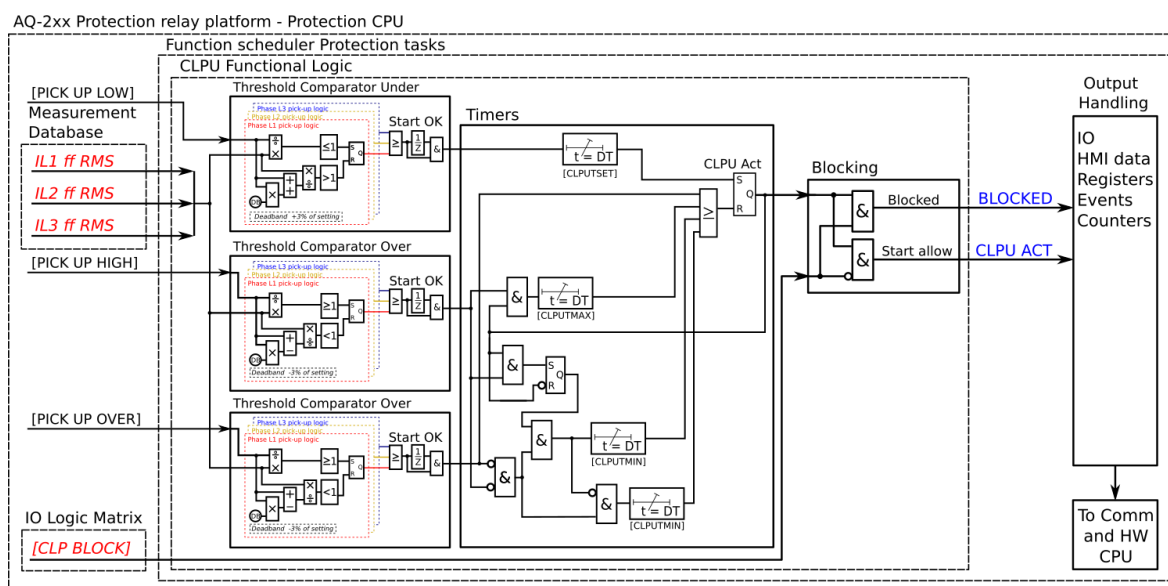 AQ-2xx Protection relay platform - Protection CPU
Function scheduler Protection tasks
CLPU Functional Logic
[PICK UP LOW]
Measurement
Database
IL1 ff RMS
IL2 ff RMS
IL3 ff RMS
[PICK UP HIGH]
[PICK UP OVER]
IO Logic Matrix
[CLP BLOCK]
Threshold Comparator Under
Phase L3 pick-up logic
Phase L2 pick-up logic
Phase L1 pick-up logic
Start OK
÷
×
≤1
S
Q
R
≥
1
Z
&
×
÷
>1
+
+
×
DB
Deadband +3% of setting
Threshold Comparator Over
Phase L3 pick-up logic
Phase L2 pick-up logic
Phase L1 pick-up logic
Start OK
÷
×
≥1
S
Q
R
≥
1
Z
&
×
÷
<1
+
−
×
DB
Deadband -3% of setting
Threshold Comparator Over
Phase L3 pick-up logic
Phase L2 pick-up logic
Phase L1 pick-up logic
Start OK
÷
×
≥1
S
Q
R
≥
1
Z
&
×
÷
<1
+
−
×
DB
Deadband -3% of setting
Timers
t = DT
[CLPUTSET]
CLPU Act
S
Q
R
≥
&
t = DT
[CLPUTMAX]
&
S
Q
R
&
t = DT
[CLPUTMIN]
&
&
t = DT
[CLPUTMIN]
Blocking
&
Blocked
&
Start allow
BLOCKED
CLPU ACT
Output
Handling
IO
HMI data
Registers
Events
Counters
To Comm
and HW
CPU